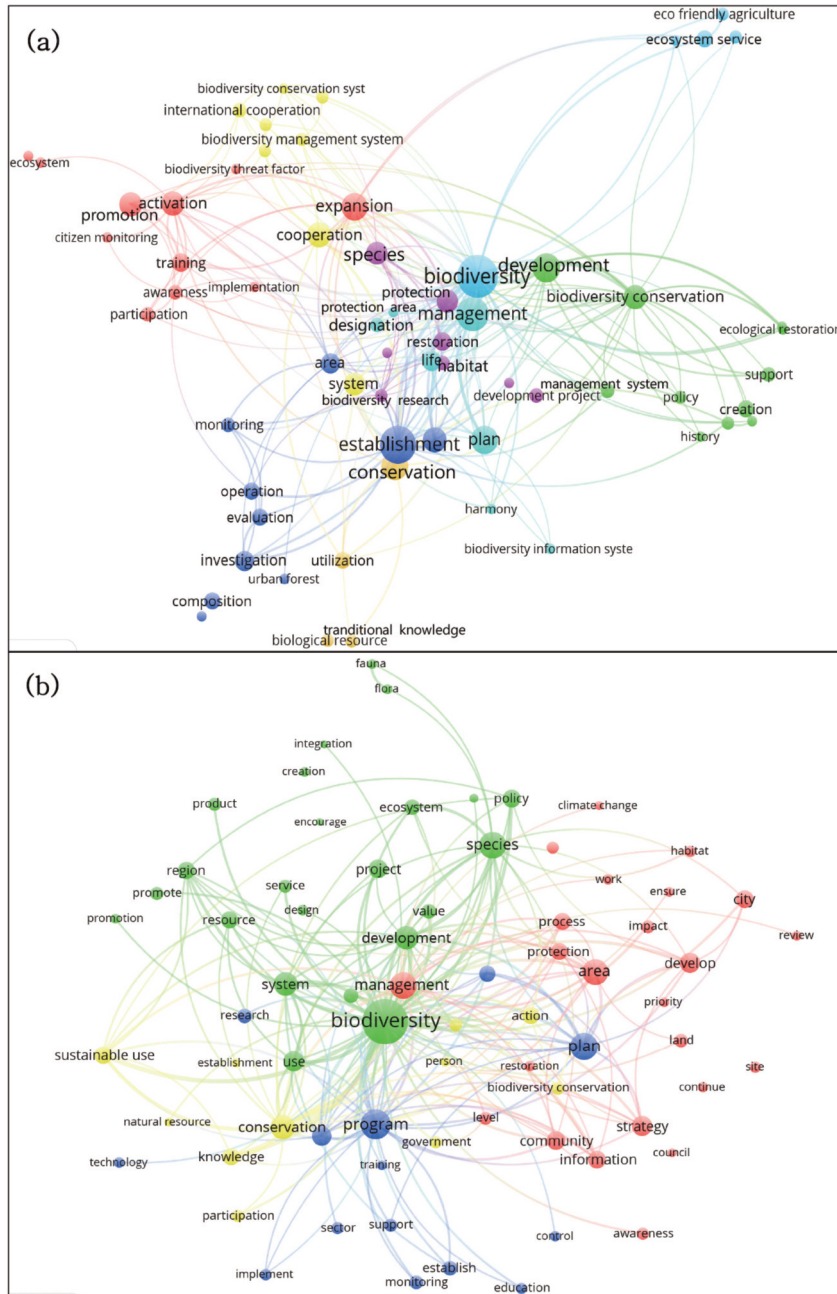 (a)
eco friendly agriculture
ecosystem service
biodiversity conservation syst
international cooperation
biodiversity management system
ecosystem
biodiversity threat factor
activation
promotion
expansion
citizen monitoring
cooperation
species
training
biodiversity
development
awareness
implementation
protection
biodiversity conservation
participation
protection area
management
designation
ecological restoration
restoration
area
life
habitat
system
management system
support
biodiversity research
development project
policy
creation
monitoring
history
establishment
plan
conservation
operation
harmony
evaluation
biodiversity information syste
investigation
utilization
urban forest
composition
tranditional knowledge
biological resource
(b)
fauna
flora
integration
creation
product
ecosystem
policy
climate change
encourage
species
habitat
region
project
work
ensure
promote
service
city
promotion
resource
design
value
process
impact
review
development
protection
area
develop
system
management
priority
research
biodiversity
action
land
sustainable use
establishment
use
person
plan
restoration
site
biodiversity conservation
continue
natural resource
conservation
program
level
strategy
government
community
council
technology
knowledge
training
information
participation
sector
support
control
awareness
implement
establish
monitoring
education